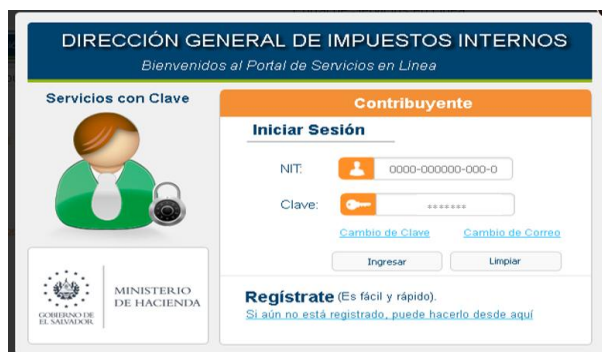 DIRECCIÓN GENERAL DE IMPUESTOS INTERNOS
Bienvenidos al Portal de Servicios en Línea
Servicios con Clave
Contribuyente
Iniciar Sesión
NIT:
0000-000000-000-0
Clave:
*******
Cambio de Clave
Cambio de Correo
Ingresar
Limpiar
MINISTERIO
DE HACIENDA
GOBIERNO DE
EL SALVADOR
Regístrate (Es fácil y rápido).
Si aún no está registrado, puede hacerlo desde aquí